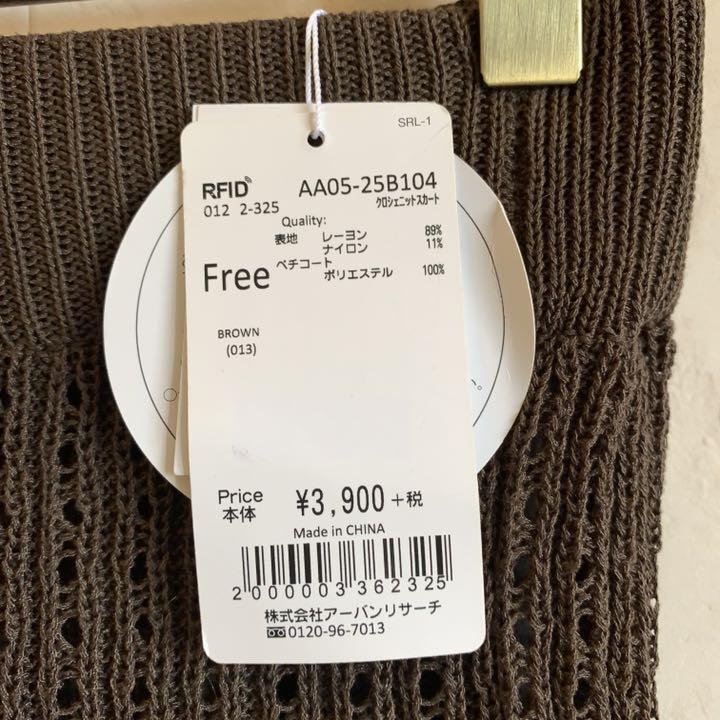 SRL-1
RFID AA05-25B104
012 2-325 クロシェニットスカート
Quality:
表地 レーヨン 89%
ナイロン 11%
Free ペチコート
ポリエステル 100%
BROWN
(013)
Price
本体 ¥3,900 +税
Made in CHINA
2000003362325
株式会社アーバンリサーチ
0120-96-7013